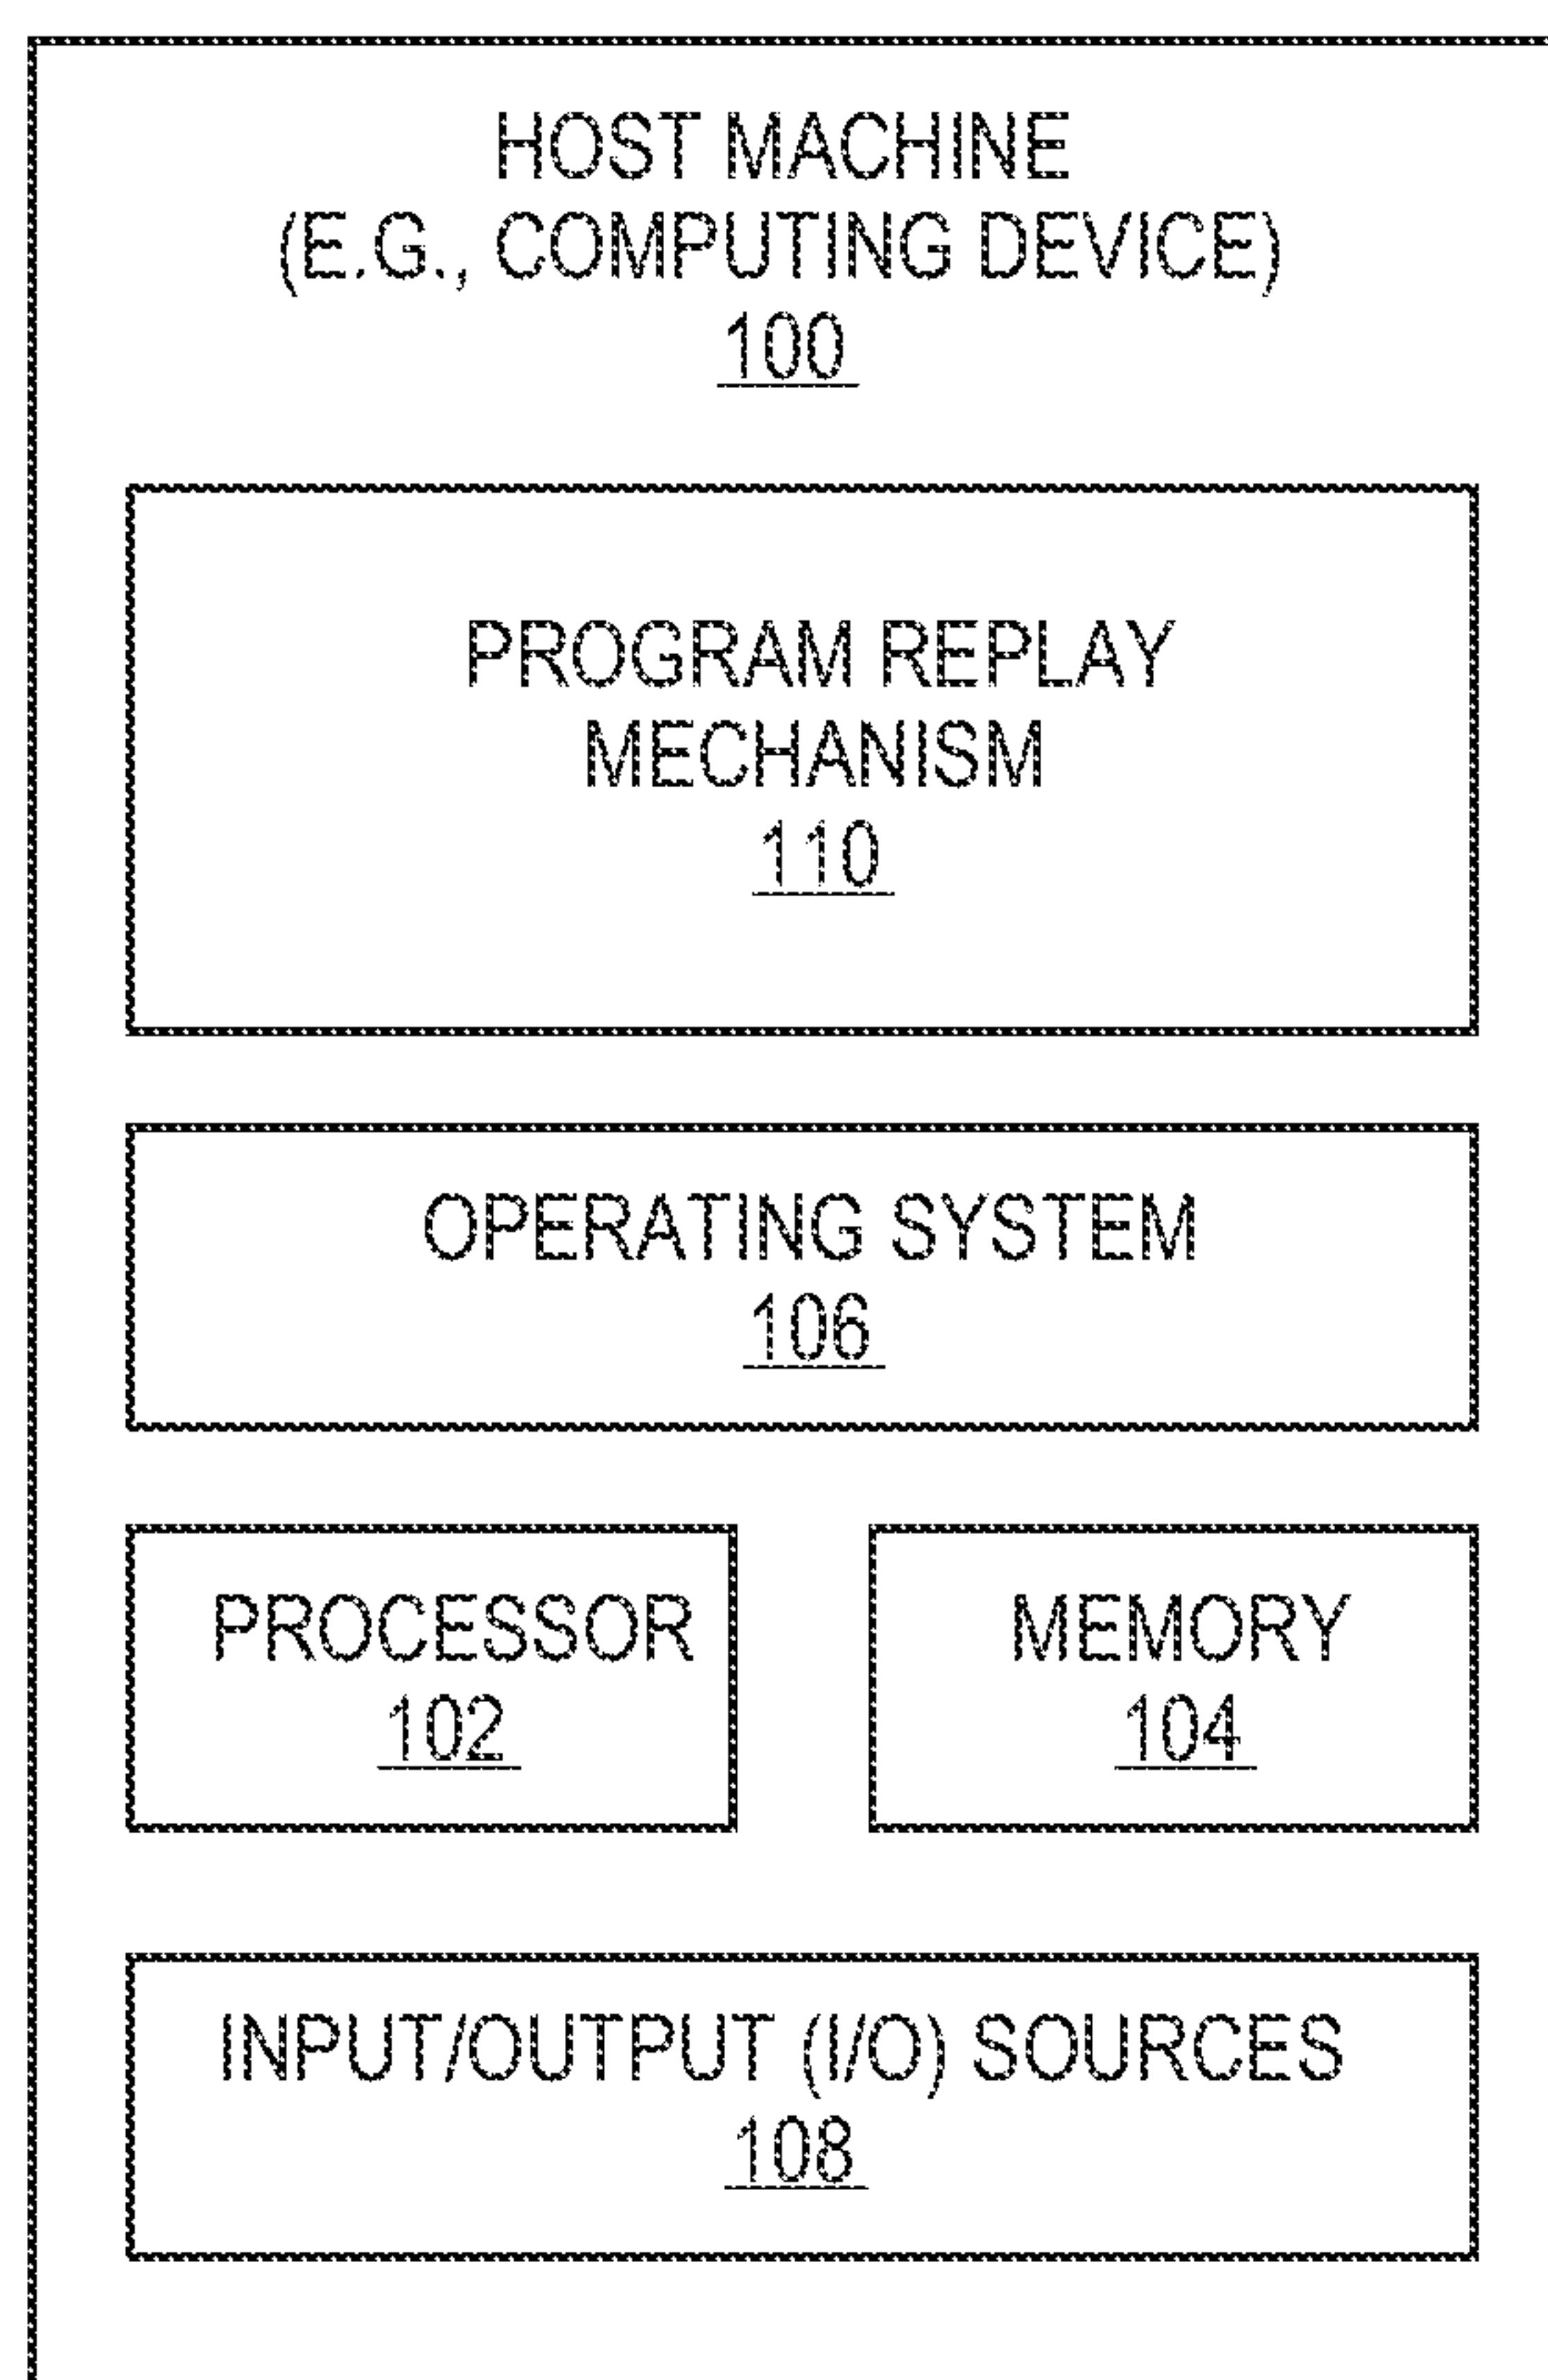 HOST MACHINE
(E.G., COMPUTING DEVICE)
100
PROGRAM REPLAY
MECHANISM
110
OPERATING SYSTEM
106
PROCESSOR
102
MEMORY
104
INPUT/OUTPUT (I/O) SOURCES
108